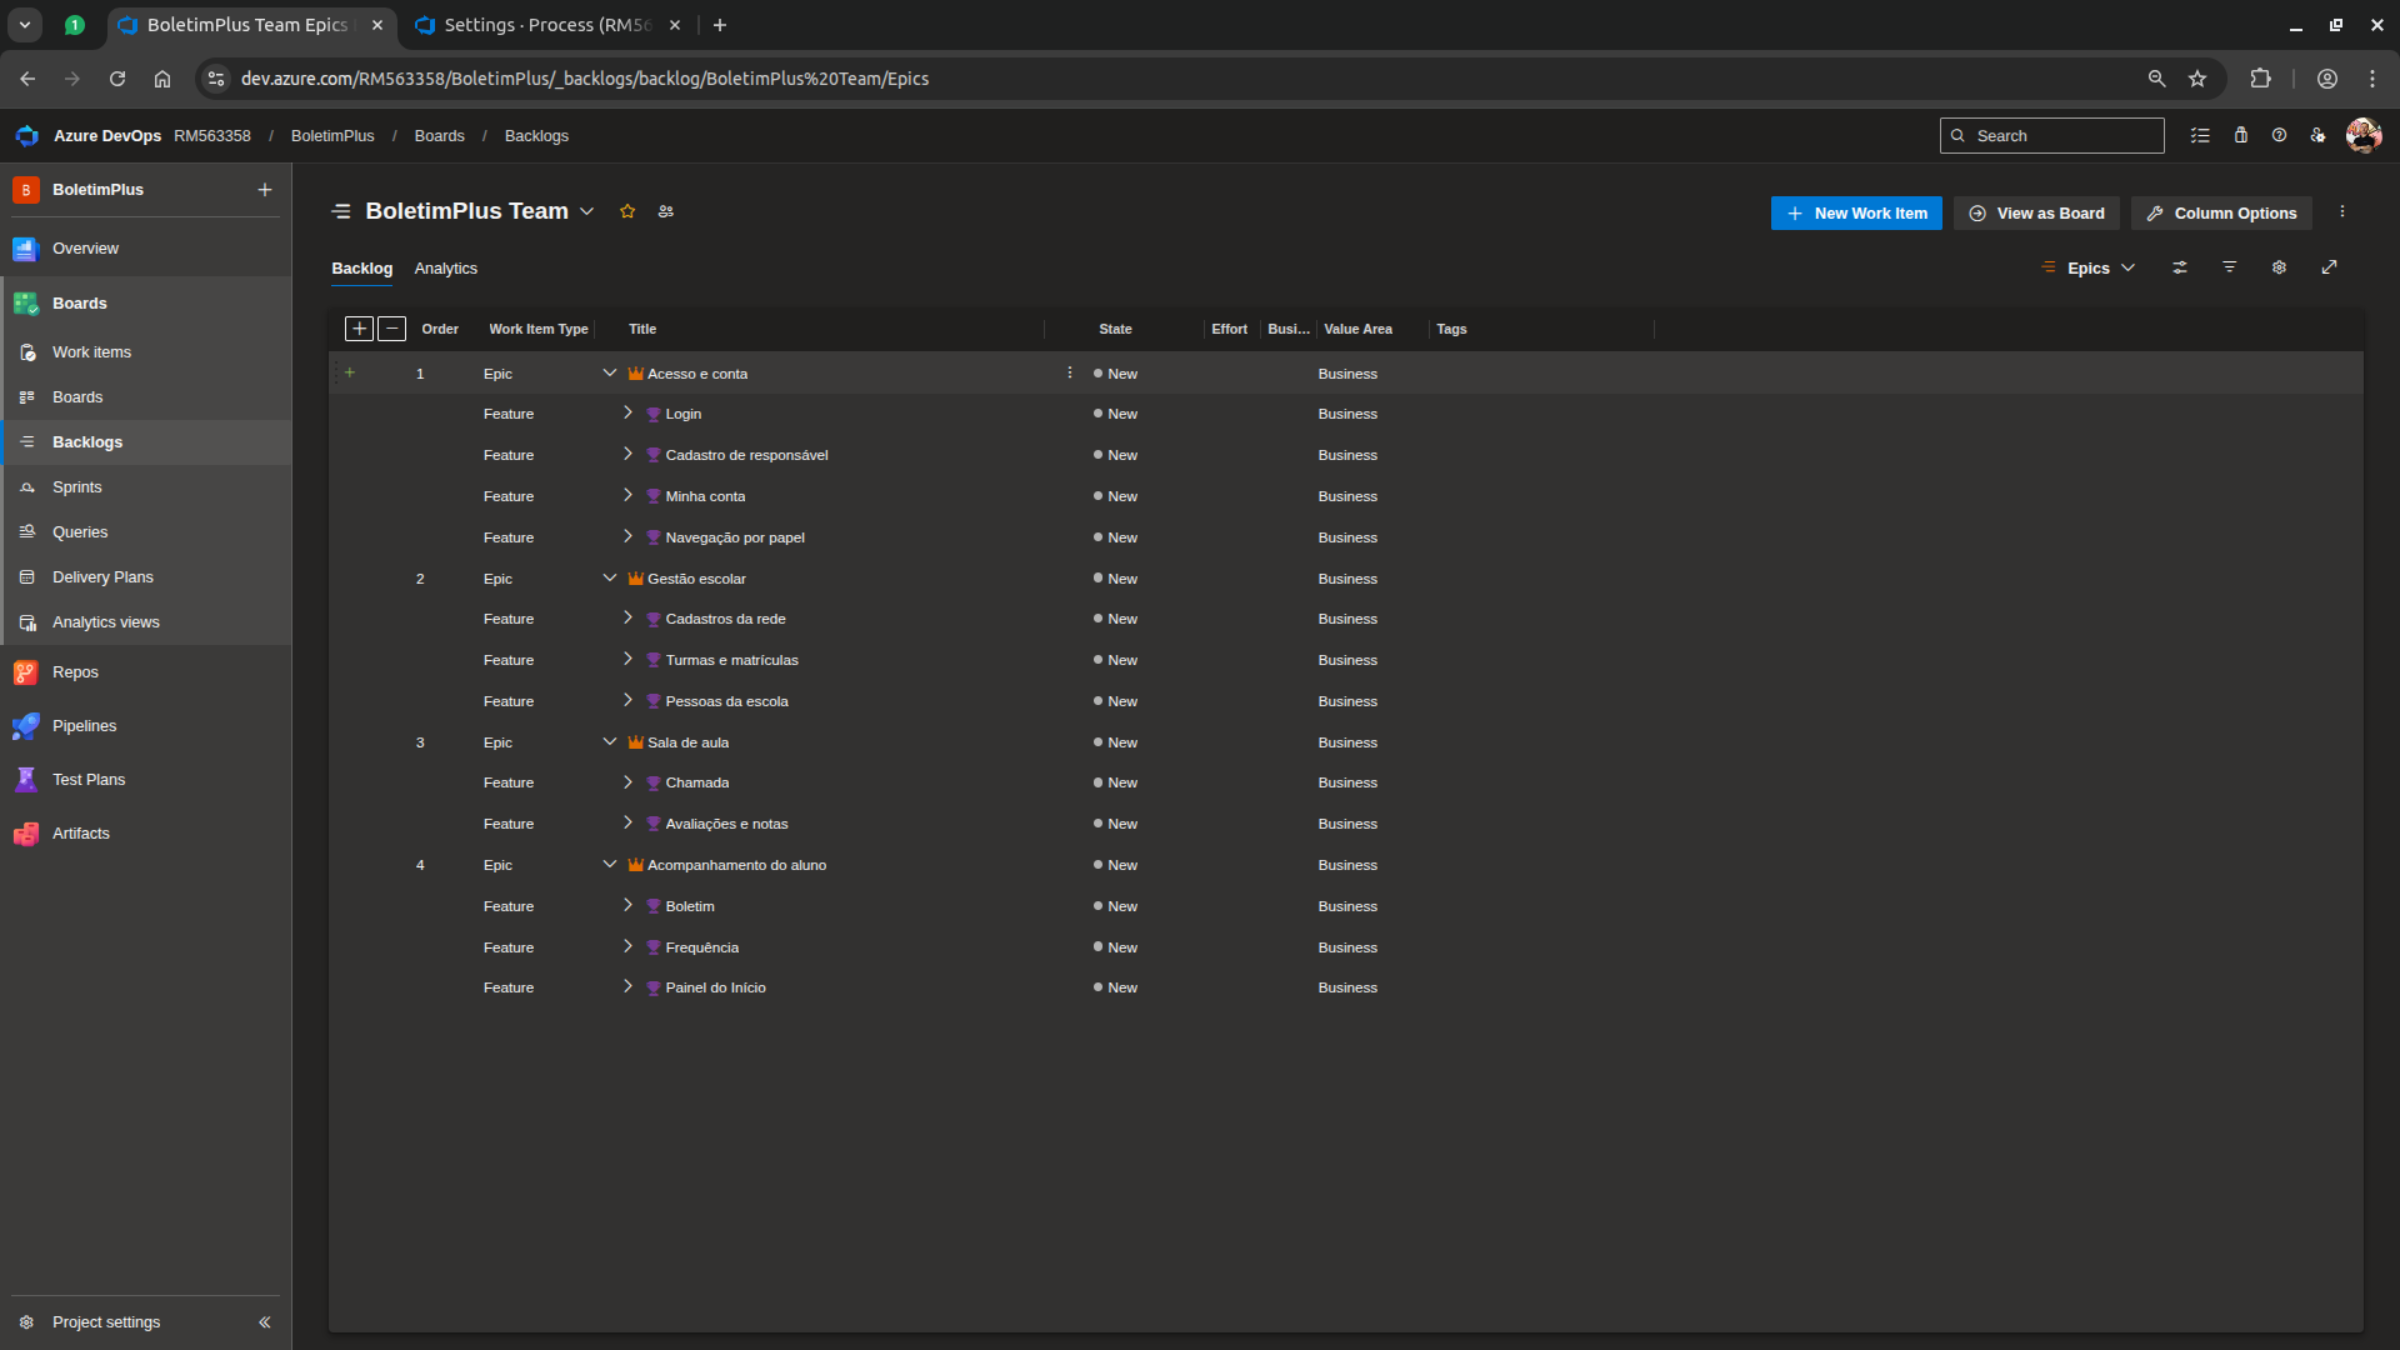 1
BoletimPlus Team Epics
Settings · Process (RM56
dev.azure.com/RM563358/BoletimPlus/_backlogs/backlog/BoletimPlus%20Team/Epics
Azure DevOps RM563358 / BoletimPlus / Boards / Backlogs
Search
B BoletimPlus
Overview
Boards
Work items
Boards
Backlogs
Sprints
Queries
Delivery Plans
Analytics views
Repos
Pipelines
Test Plans
Artifacts
Project settings
BoletimPlus Team
New Work Item
View as Board
Column Options
Backlog Analytics
Epics
Order Work Item Type Title State Effort Busi... Value Area Tags
1 Epic Acesso e conta New Business
Feature Login New Business
Feature Cadastro de responsável New Business
Feature Minha conta New Business
Feature Navegação por papel New Business
2 Epic Gestão escolar New Business
Feature Cadastros da rede New Business
Feature Turmas e matrículas New Business
Feature Pessoas da escola New Business
3 Epic Sala de aula New Business
Feature Chamada New Business
Feature Avaliações e notas New Business
4 Epic Acompanhamento do aluno New Business
Feature Boletim New Business
Feature Frequência New Business
Feature Painel do Início New Business